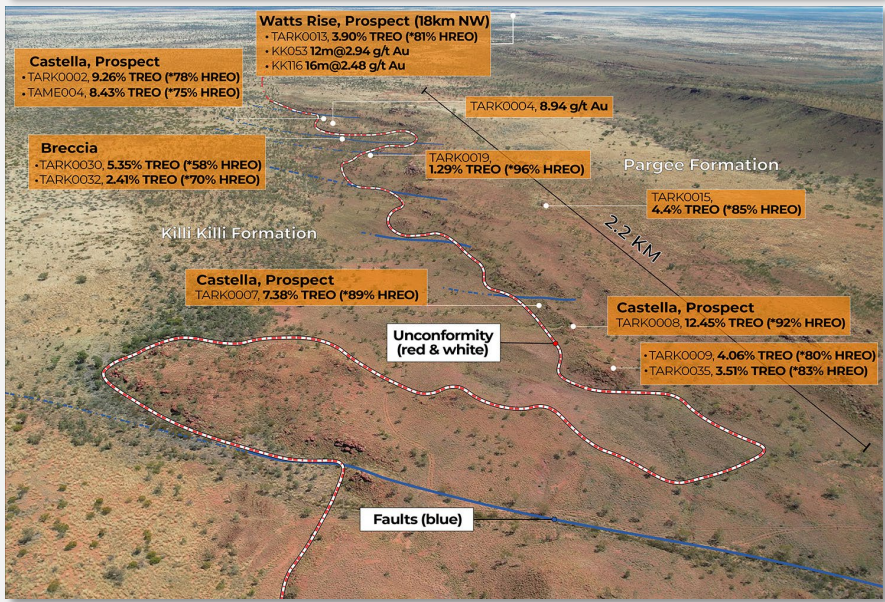 Watts Rise, Prospect (18km NW)
• TARK0013, 3.90% TREO (*81% HREO)
• KK053 12m@2.94 g/t Au
• KK116 16m@2.48 g/t Au
Castella, Prospect
• TARK0002, 9.26% TREO (*78% HREO)
• TAME004, 8.43% TREO (*75% HREO)
TARK0004, 8.94 g/t Au
Breccia
• TARK0030, 5.35% TREO (*58% HREO)
• TARK0032, 2.41% TREO (*70% HREO)
TARK0019,
1.29% TREO (*96% HREO)
Pargee Formation
TARK0015,
4.4% TREO (*85% HREO)
2.2 KM
Killi Killi Formation
Castella, Prospect
TARK0007, 7.38% TREO (*89% HREO)
Castella, Prospect
TARK0008, 12.45% TREO (*92% HREO)
Unconformity
(red & white)
• TARK0009, 4.06% TREO (*80% HREO)
• TARK0035, 3.51% TREO (*83% HREO)
Faults (blue)